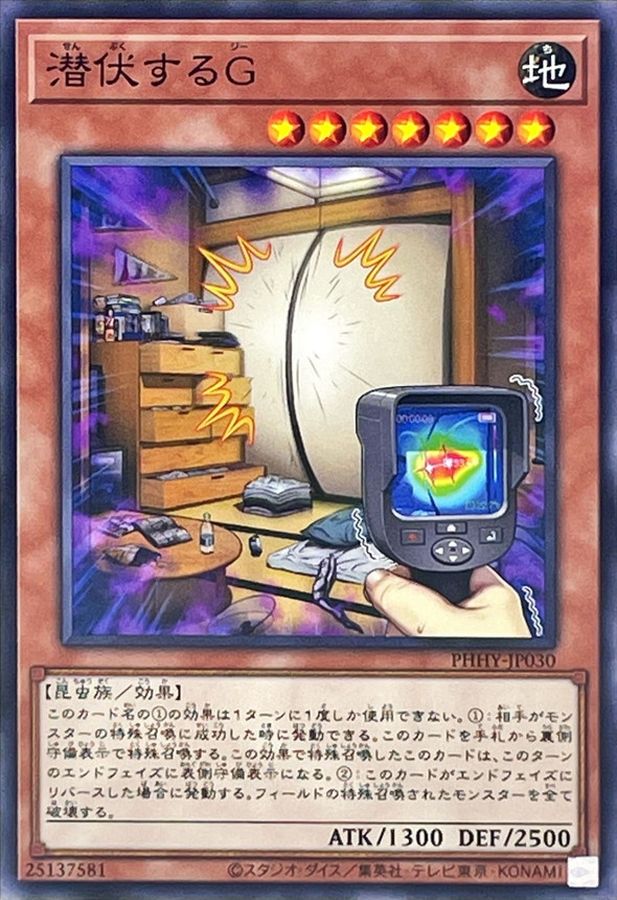 潜伏するG
地
PHHY-JP030
【昆虫族／効果】
このカード名の①の効果は１ターンに１度しか使用できない。①：相手がモン
スターの特殊召喚に成功した時に発動できる。このカードを手札から裏側
守備表示で特殊召喚する。この効果で特殊召喚したこのカードは、このターン
のエンドフェイズに表側守備表示になる。②：このカードがエンドフェイズに
リバースした場合に発動する。フィールドの特殊召喚されたモンスターを全て
破壊する。
ATK/1300 DEF/2500
25137581
©スタジオ・ダイス／集英社・テレビ東京・KONAMI